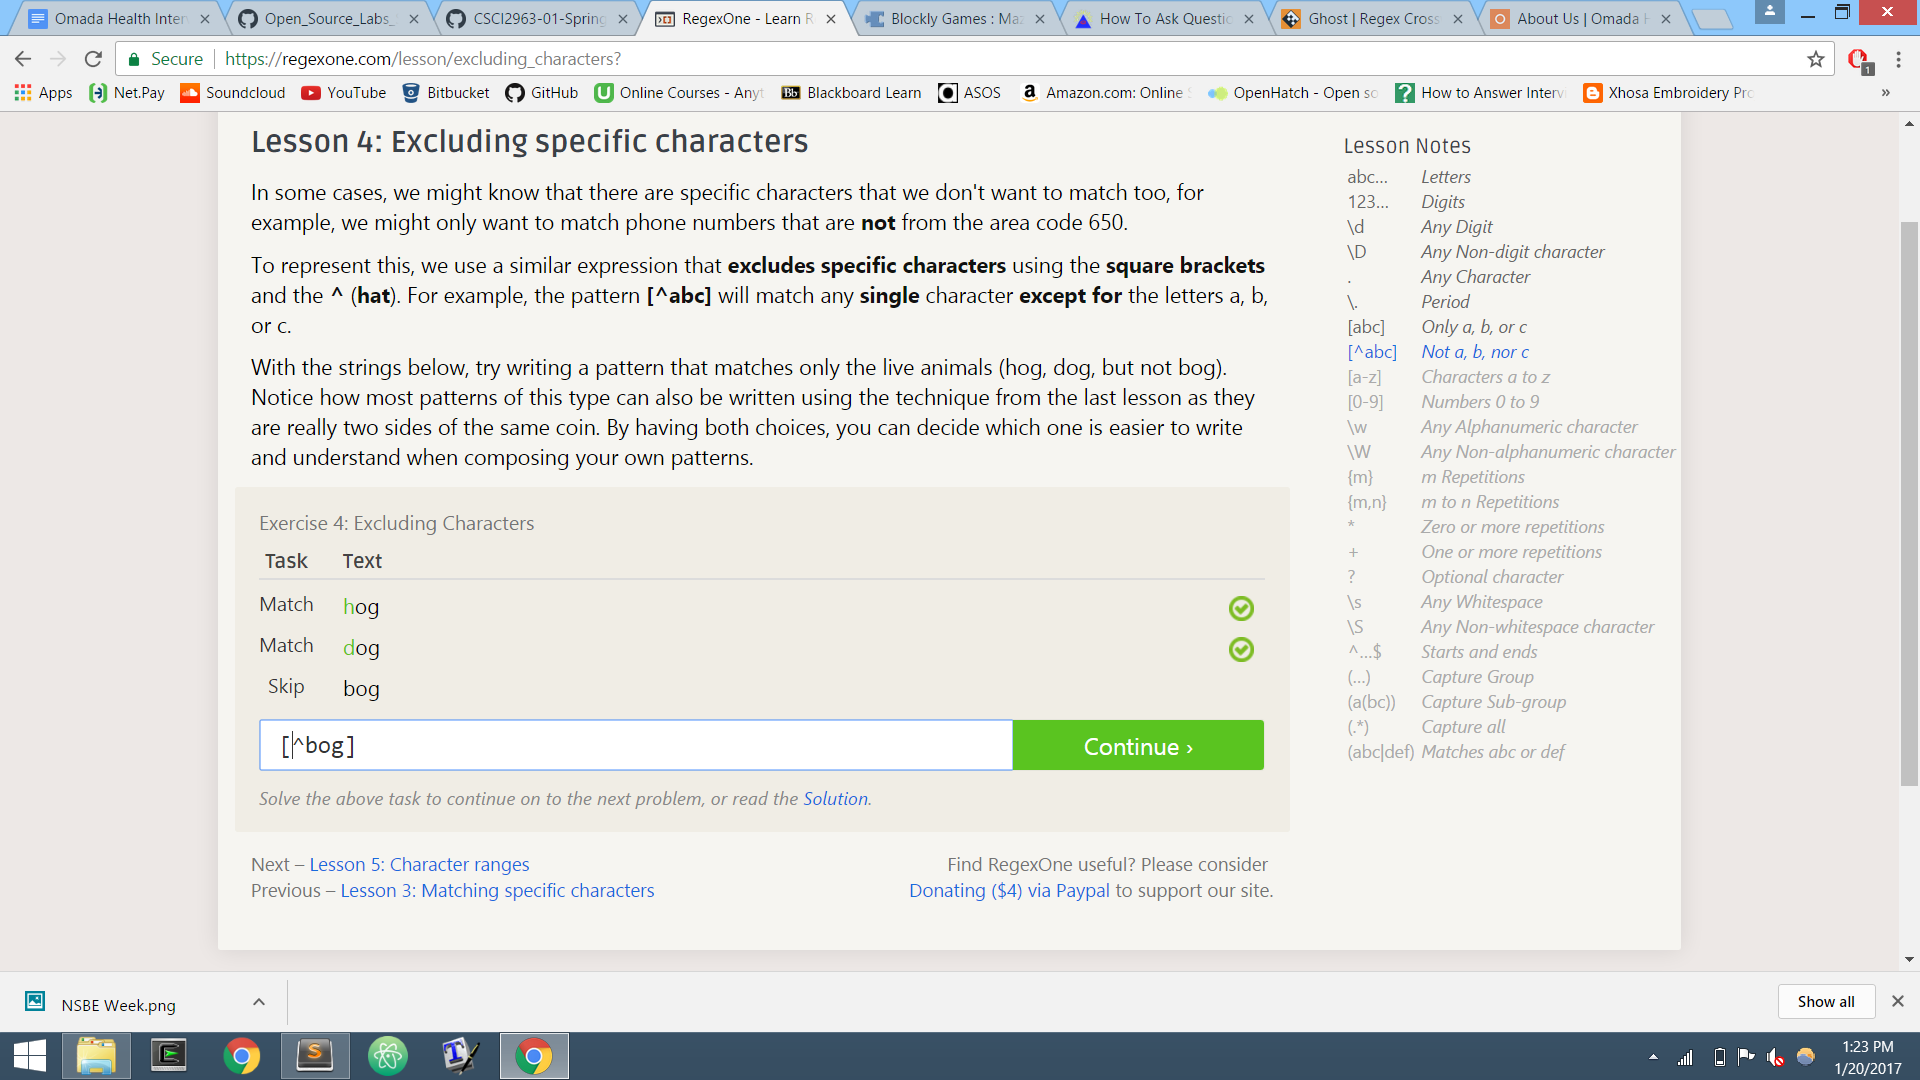 Omada Health Inter
Open_Source_Labs_
CSCI2963-01-Spring
RegexOne - Learn R
Blockly Games : Maz
How To Ask Questio
Ghost | Regex Cross
About Us | Omada H
Secure
https://regexone.com/lesson/excluding_characters?
1
Apps
Net.Pay
Soundcloud
YouTube
Bitbucket
GitHub
Online Courses - Anyt
Bb Blackboard Learn
ASOS
Amazon.com: Online S
OpenHatch - Open so
How to Answer Interv
Xhosa Embroidery Pro
»
Lesson 4: Excluding specific characters
In some cases, we might know that there are specific characters that we don't want to match too, for
example, we might only want to match phone numbers that are not from the area code 650.
To represent this, we use a similar expression that excludes specific characters using the square brackets
and the ^ (hat). For example, the pattern [^abc] will match any single character except for the letters a, b,
or c.
With the strings below, try writing a pattern that matches only the live animals (hog, dog, but not bog).
Notice how most patterns of this type can also be written using the technique from the last lesson as they
are really two sides of the same coin. By having both choices, you can decide which one is easier to write
and understand when composing your own patterns.
Exercise 4: Excluding Characters
Task Text
Match hog
Match dog
Skip bog
[^bog]
Continue ›
Solve the above task to continue on to the next problem, or read the Solution.
Next – Lesson 5: Character ranges
Previous – Lesson 3: Matching specific characters
Find RegexOne useful? Please consider
Donating ($4) via Paypal to support our site.
Lesson Notes
abc… Letters
123… Digits
\d Any Digit
\D Any Non-digit character
. Any Character
\. Period
[abc] Only a, b, or c
[^abc] Not a, b, nor c
[a-z] Characters a to z
[0-9] Numbers 0 to 9
\w Any Alphanumeric character
\W Any Non-alphanumeric character
{m} m Repetitions
{m,n} m to n Repetitions
* Zero or more repetitions
+ One or more repetitions
? Optional character
\s Any Whitespace
\S Any Non-whitespace character
^…$ Starts and ends
(…) Capture Group
(a(bc)) Capture Sub-group
(.*) Capture all
(abc|def) Matches abc or def
NSBE Week.png
Show all
1:23 PM
1/20/2017